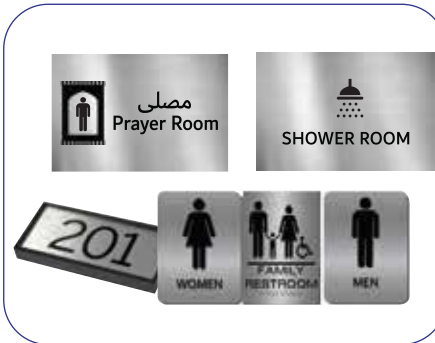 مصلى
Prayer Room
SHOWER ROOM
201
WOMEN
FAMILY
RESTROOM
MEN